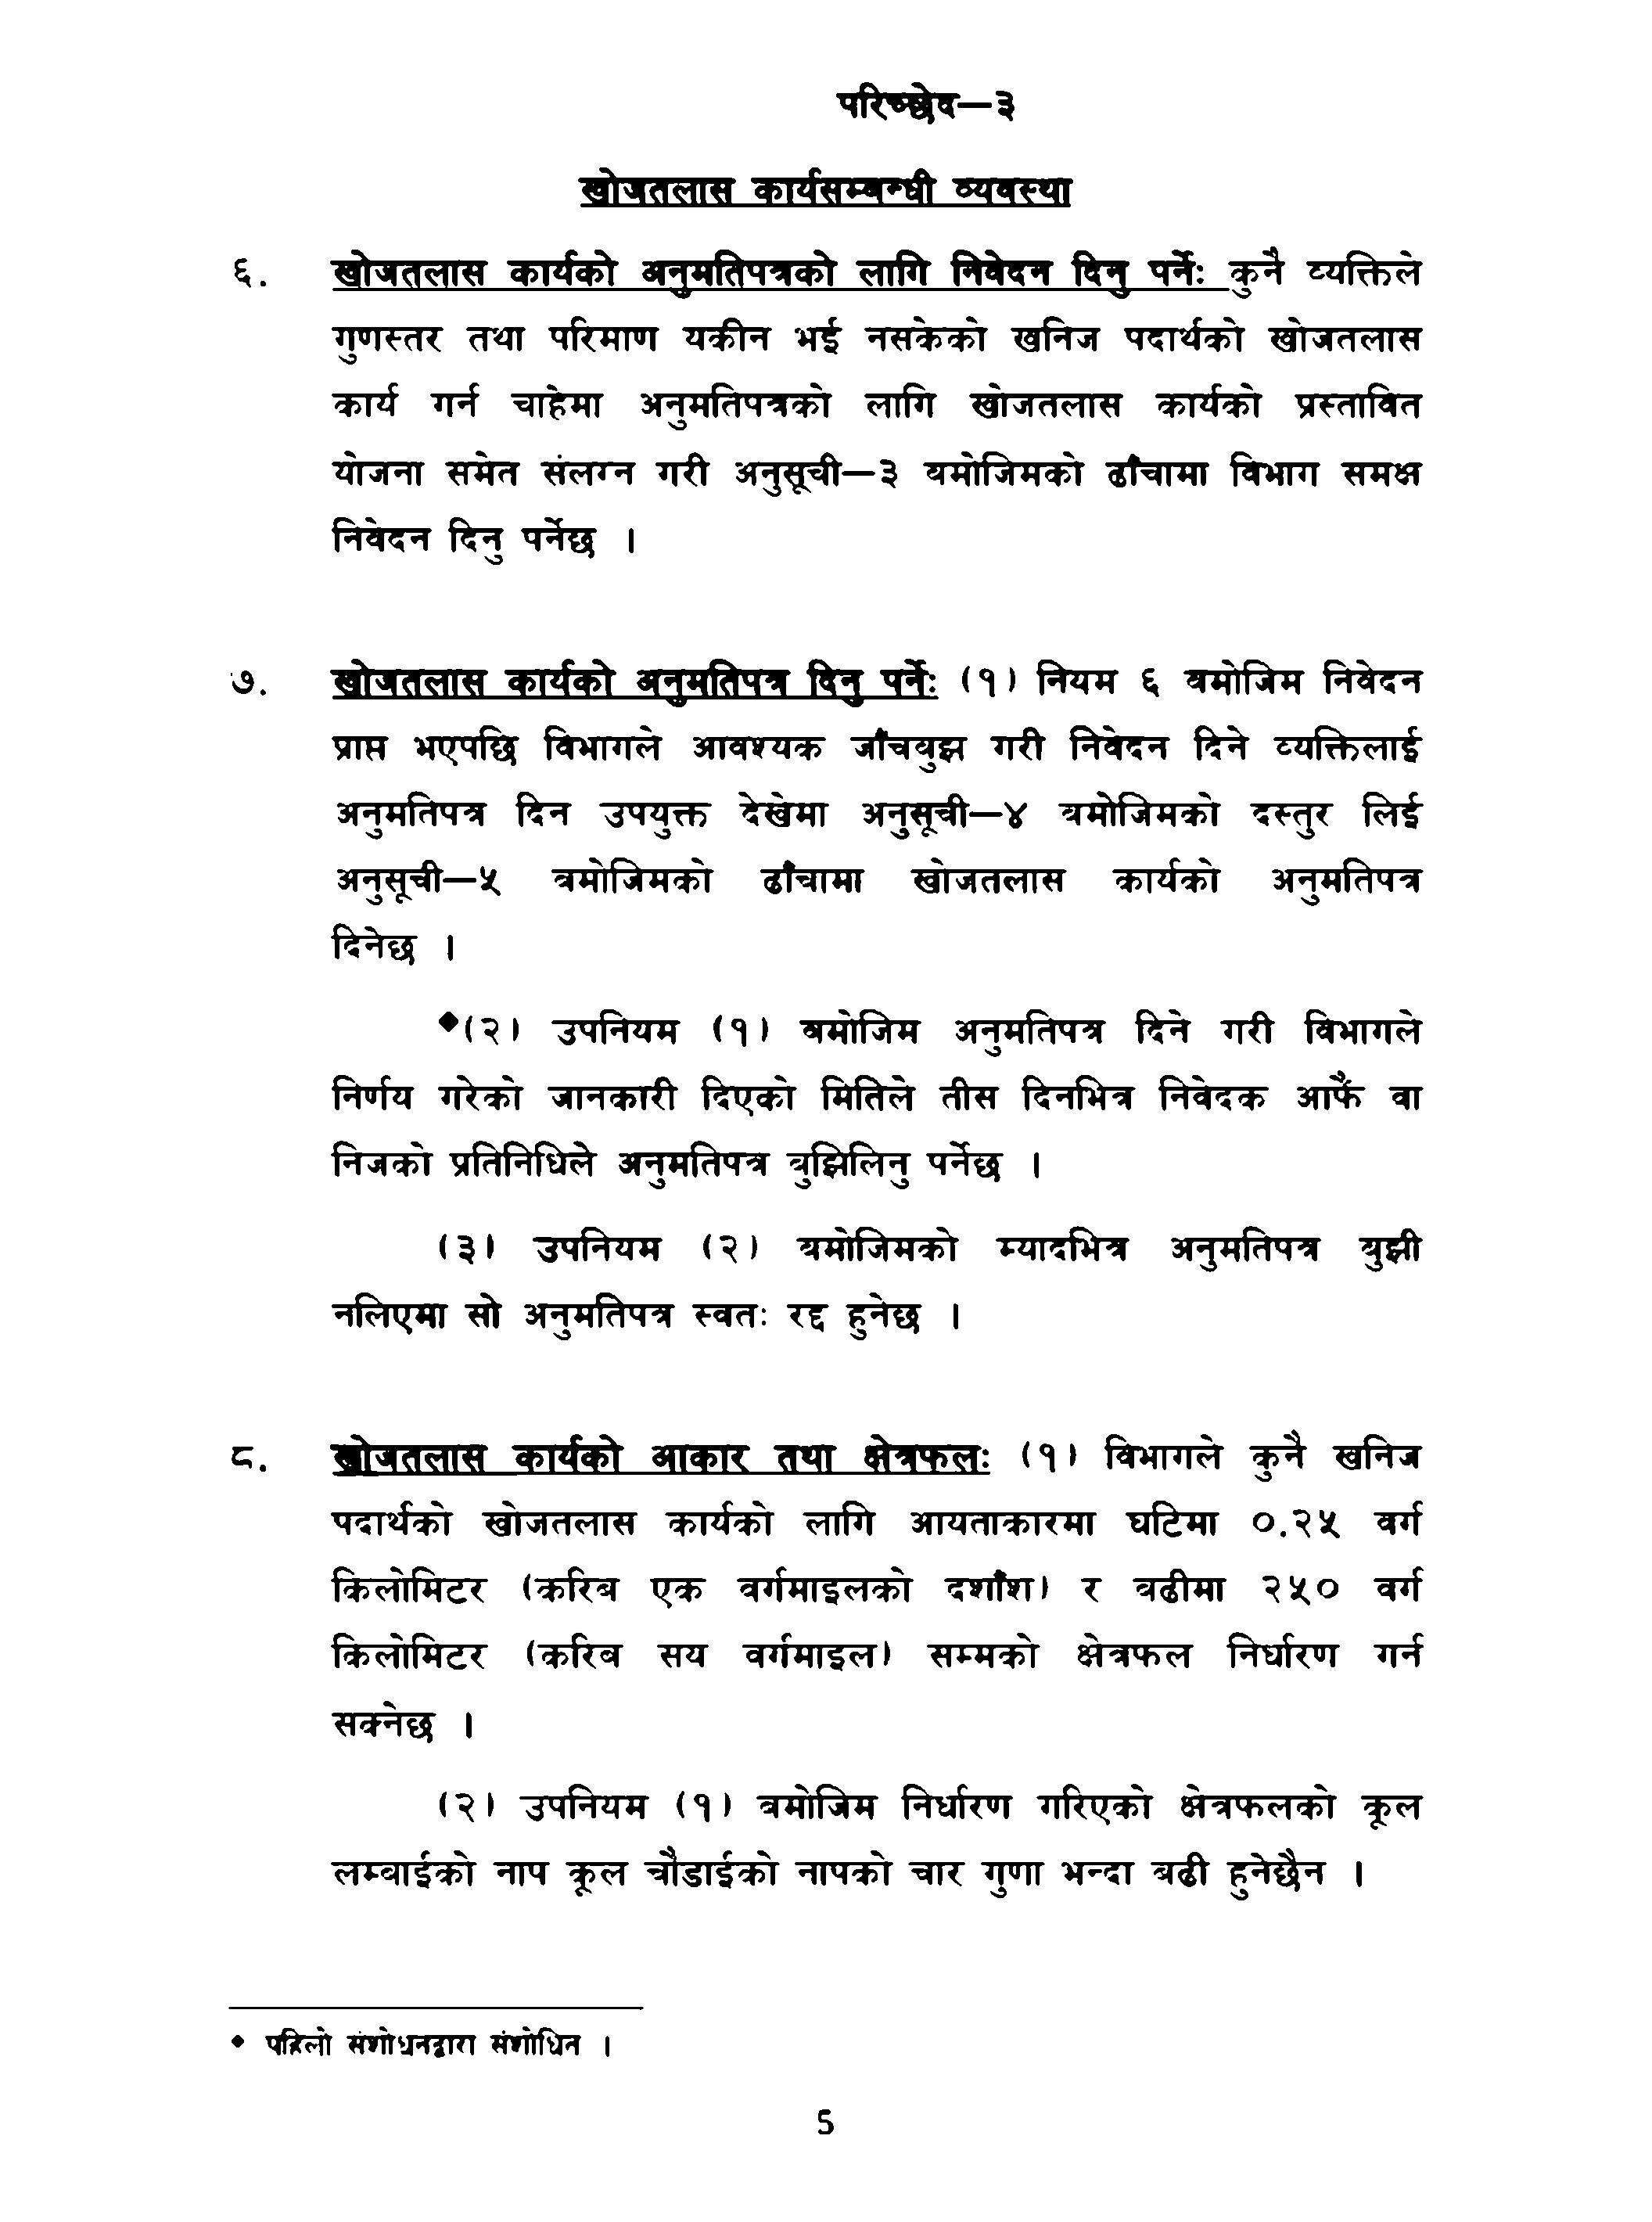 परिच्छेद—३
खोजतलास कार्यसम्बन्धी व्यवस्था
६. खोजतलास कार्यको अनुमतिपत्रको लागि निवेदन दिनु पर्नेः कुनै व्यक्तिले
गुणस्तर तथा परिमाण यकीन भई नसकेको खनिज पदार्थको खोजतलास
कार्य गर्न चाहेमा अनुमतिपत्रको लागि खोजतलास कार्यको प्रस्तावित
योजना समेत संलग्न गरी अनुसूची—३ बमोजिमको ढाँचामा विभाग समक्ष
निवेदन दिनु पर्नेछ ।
७. खोजतलास कार्यको अनुमतिपत्र दिनु पर्नेः (१) नियम ६ बमोजिम निवेदन
प्राप्त भएपछि विभागले आवश्यक जाँचबुझ गरी निवेदन दिने व्यक्तिलाई
अनुमतिपत्र दिन उपयुक्त देखेमा अनुसूची—४ बमोजिमको दस्तुर लिई
अनुसूची—५ बमोजिमको ढाँचामा खोजतलास कार्यको अनुमतिपत्र
दिनेछ ।
◆(२) उपनियम (१) बमोजिम अनुमतिपत्र दिने गरी विभागले
निर्णय गरेको जानकारी दिएको मितिले तीस दिनभित्र निवेदक आफैं वा
निजको प्रतिनिधिले अनुमतिपत्र बुझिलिनु पर्नेछ ।
(३) उपनियम (२) बमोजिमको म्यादभित्र अनुमतिपत्र बुझी
नलिएमा सो अनुमतिपत्र स्वतः रद्द हुनेछ ।
८. खोजतलास कार्यको आकार तथा क्षेत्रफलः (१) विभागले कुनै खनिज
पदार्थको खोजतलास कार्यको लागि आयताकारमा घटिमा ०.२५ वर्ग
किलोमिटर (करिब एक वर्गमाइलको दशाँश) र बढीमा २५० वर्ग
किलोमिटर (करिब सय वर्गमाइल) सम्मको क्षेत्रफल निर्धारण गर्न
सक्नेछ ।
(२) उपनियम (१) बमोजिम निर्धारण गरिएको क्षेत्रफलको कूल
लम्बाईको नाप कूल चौडाईको नापको चार गुणा भन्दा बढी हुनेछैन ।
◆ पहिलो संशोधनद्वारा संशोधित ।
5